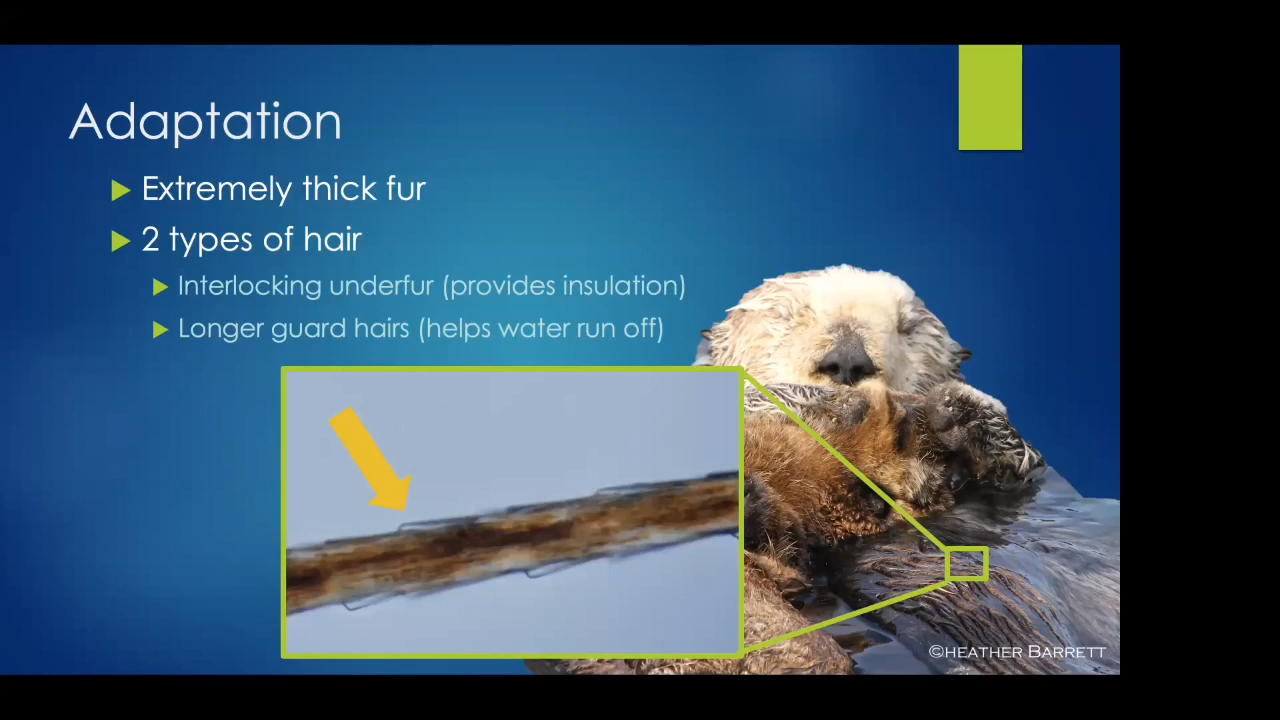 Adaptation
Extremely thick fur
2 types of hair
Interlocking underfur (provides insulation)
Longer guard hairs (helps water run off)
©HEATHER BARRETT